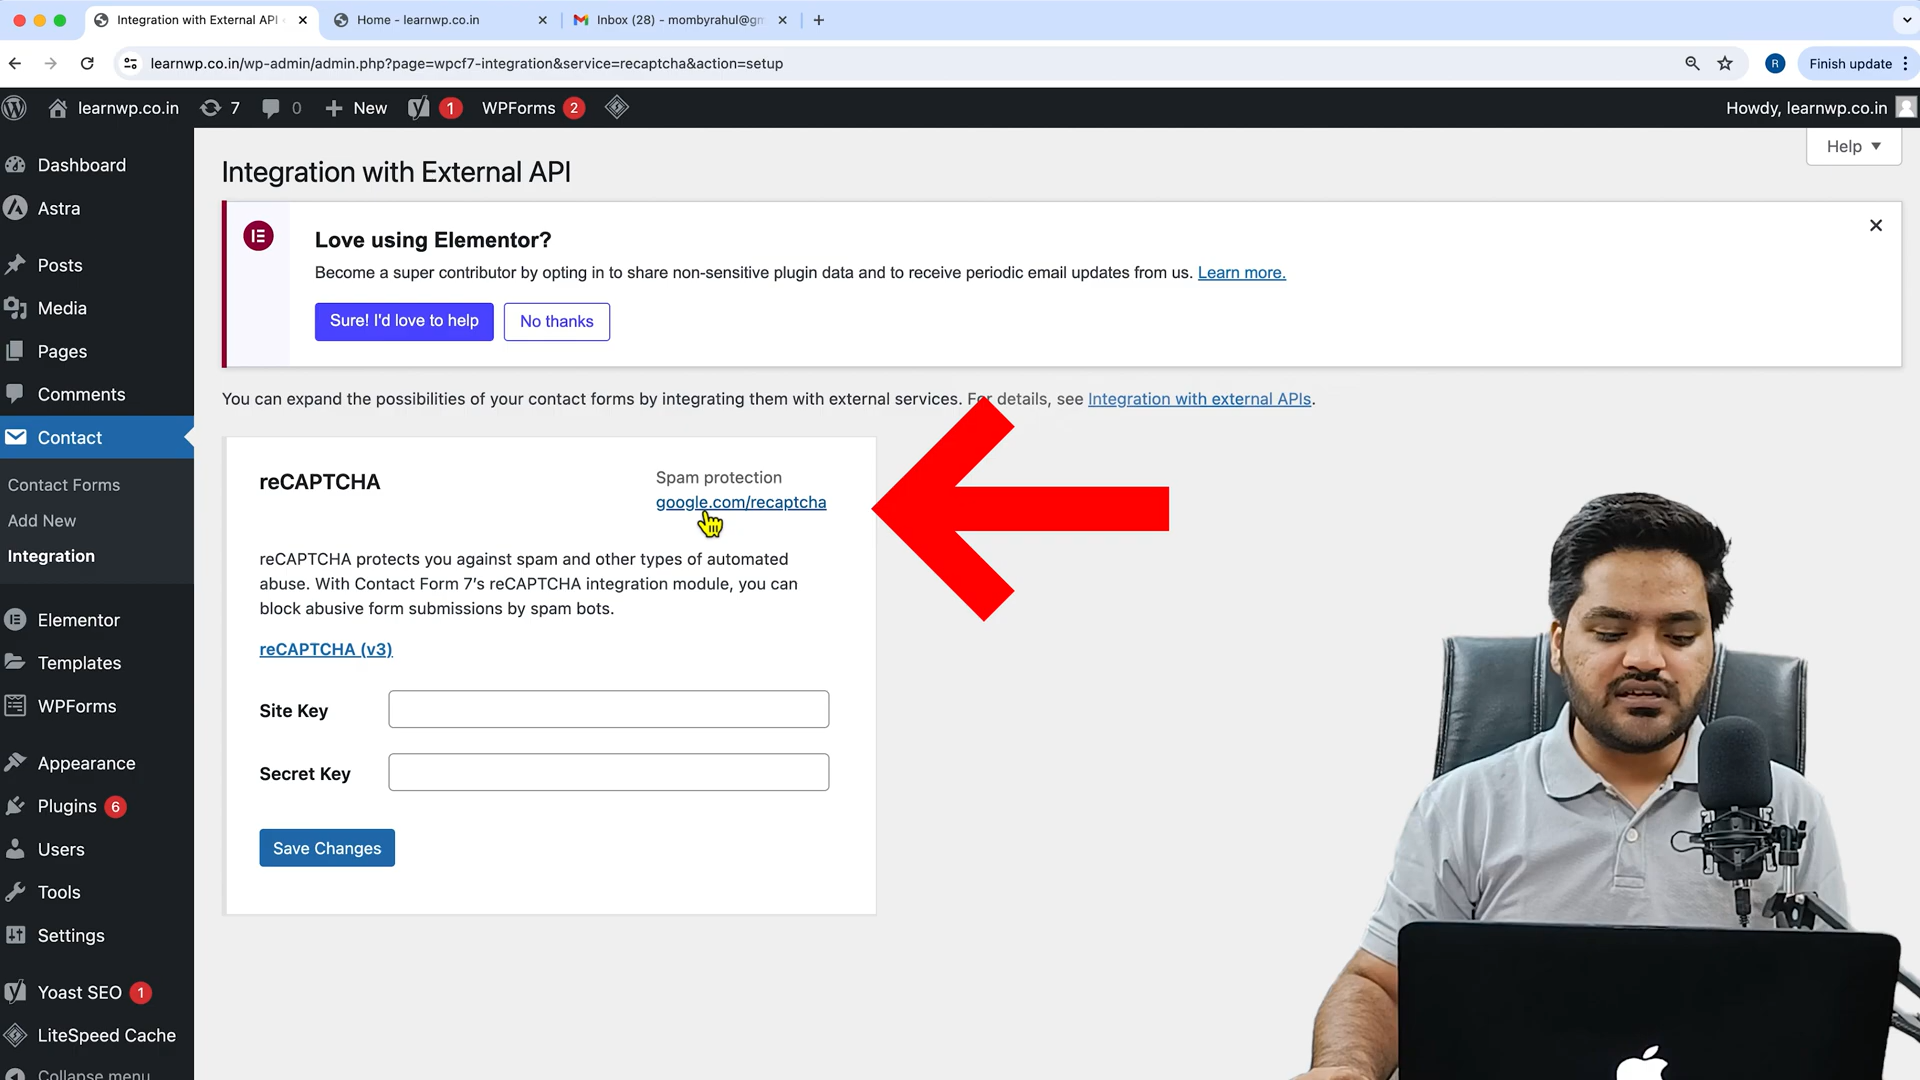 Integration with External API
Home - learnwp.co.in
Inbox (28) - mombyrahul@gm
learnwp.co.in/wp-admin/admin.php?page=wpcf7-integration&service=recaptcha&action=setup
R
Finish update
learnwp.co.in
7
0
New
1
WPForms
2
Howdy, learnwp.co.in
Dashboard
Astra
Posts
Media
Pages
Comments
Contact
Contact Forms
Add New
Integration
Elementor
Templates
WPForms
Appearance
Plugins 6
Users
Tools
Settings
Yoast SEO 1
LiteSpeed Cache
Collapse menu
Help
Integration with External API
Love using Elementor?
Become a super contributor by opting in to share non-sensitive plugin data and to receive periodic email updates from us. Learn more.
Sure! I'd love to help
No thanks
You can expand the possibilities of your contact forms by integrating them with external services. For details, see Integration with external APIs.
reCAPTCHA
Spam protection
google.com/recaptcha
reCAPTCHA protects you against spam and other types of automated
abuse. With Contact Form 7’s reCAPTCHA integration module, you can
block abusive form submissions by spam bots.
reCAPTCHA (v3)
Site Key
Secret Key
Save Changes